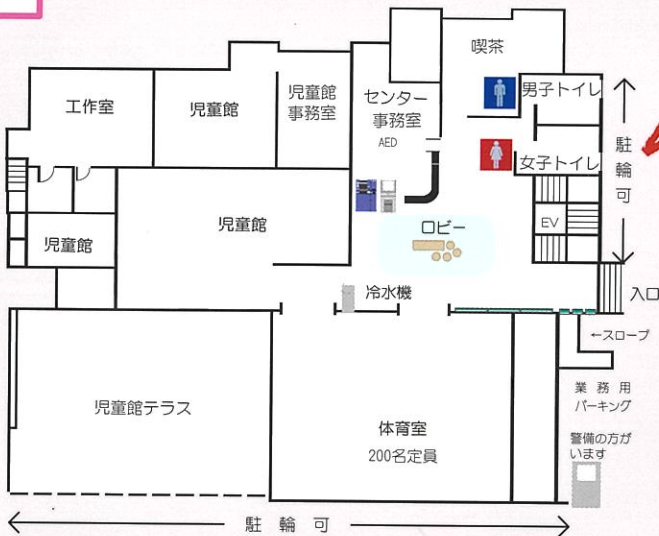 喫茶
男子トイレ
女子トイレ
駐輪可
工作室
児童館
児童館
事務室
センター
事務室
AED
児童館
児童館
ロビー
EV
冷水機
入口
←スロープ
業務用
パーキング
警備の方が
います
児童館テラス
体育室
200名定員
駐輪可